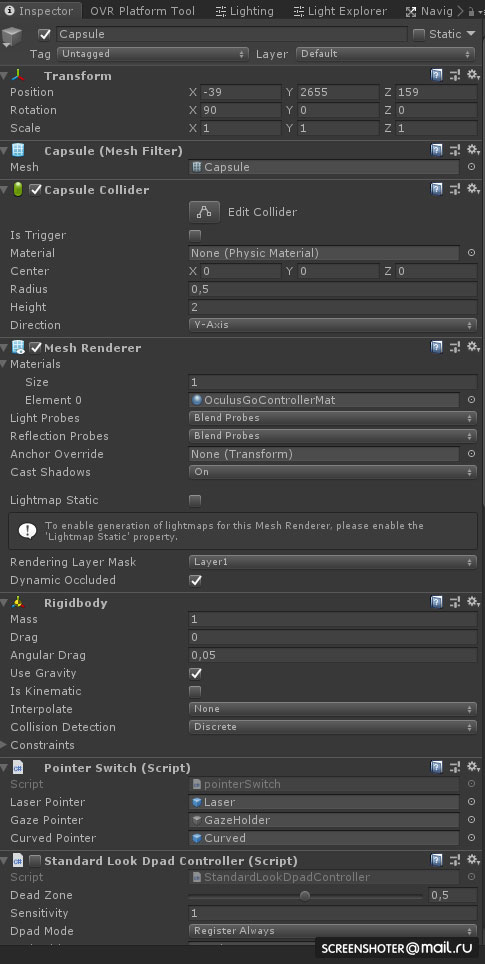 Inspector OVR Platform Tool Lighting Light Explorer Navig
Capsule Static
Tag Untagged Layer Default
Transform
Position X -39 Y 2655 Z 159
Rotation X 90 Y 0 Z 0
Scale X 1 Y 1 Z 1
Capsule (Mesh Filter)
Mesh Capsule
Capsule Collider
Edit Collider
Is Trigger
Material None (Physic Material)
Center X 0 Y 0 Z 0
Radius 0,5
Height 2
Direction Y-Axis
Mesh Renderer
Materials
Size 1
Element 0 OculusGoControllerMat
Light Probes Blend Probes
Reflection Probes Blend Probes
Anchor Override None (Transform)
Cast Shadows On
Lightmap Static
To enable generation of lightmaps for this Mesh Renderer, please enable the
'Lightmap Static' property.
Rendering Layer Mask Layer1
Dynamic Occluded
Rigidbody
Mass 1
Drag 0
Angular Drag 0,05
Use Gravity
Is Kinematic
Interpolate None
Collision Detection Discrete
Constraints
Pointer Switch (Script)
Script pointerSwitch
Laser Pointer Laser
Gaze Pointer GazeHolder
Curved Pointer Curved
Standard Look Dpad Controller (Script)
Script StandardLookDpadController
Dead Zone 0,5
Sensitivity 1
Dpad Mode Register Always
SCREENSHOTER@mail.ru